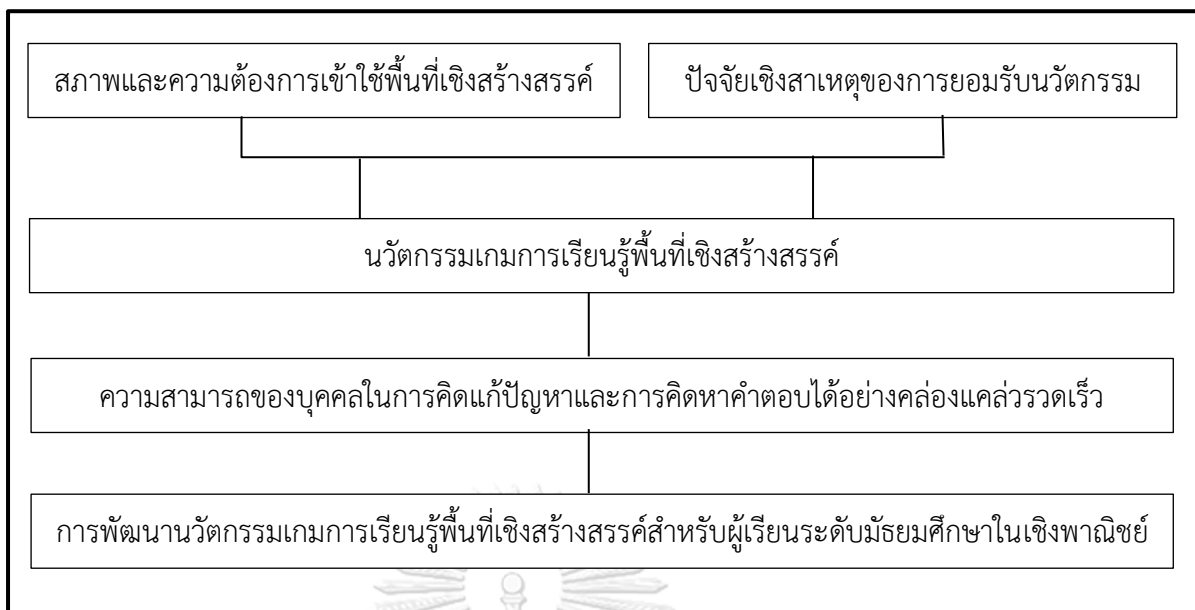 สภาพและความต้องการเข้าใช้พื้นที่เชิงสร้างสรรค์
ปัจจัยเชิงสาเหตุของการยอมรับนวัตกรรม
นวัตกรรมเกมการเรียนรู้พื้นที่เชิงสร้างสรรค์
ความสามารถของบุคคลในการคิดแก้ปัญหาและการคิดหาคำตอบได้อย่างคล่องแคล่วรวดเร็ว
การพัฒนานวัตกรรมเกมการเรียนรู้พื้นที่เชิงสร้างสรรค์สำหรับผู้เรียนระดับมัธยมศึกษาในเชิงพาณิชย์